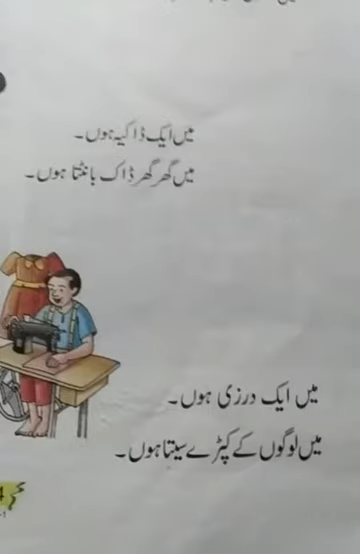 میں ایک ڈاکیہ ہوں۔
میں گھر گھر ڈاک بانٹتا ہوں۔
میں ایک درزی ہوں۔
میں لوگوں کے کپڑے سیتا ہوں۔
4